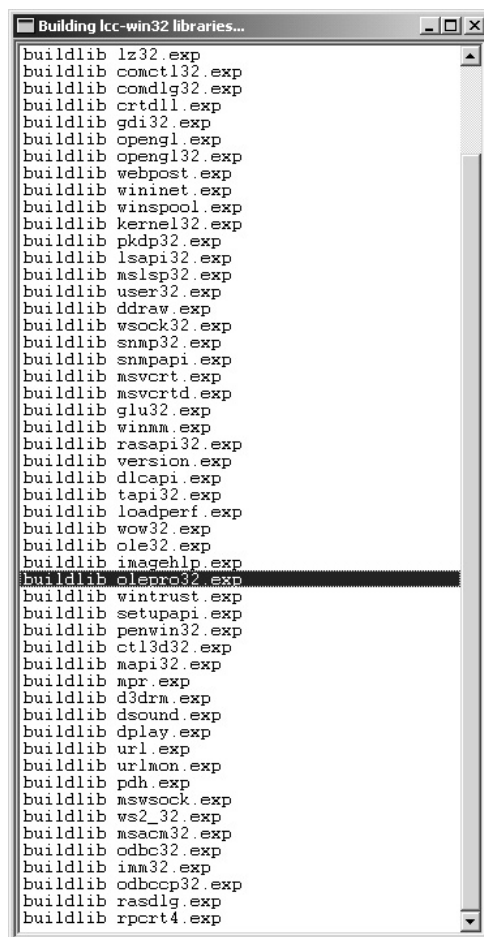 Building lcc-win32 libraries...
buildlib lz32.exp
buildlib comctl32.exp
buildlib comdlg32.exp
buildlib crtdll.exp
buildlib gdi32.exp
buildlib opengl.exp
buildlib opengl32.exp
buildlib webpost.exp
buildlib wininet.exp
buildlib winspool.exp
buildlib kernel32.exp
buildlib pkdp32.exp
buildlib lsapi32.exp
buildlib mslsp32.exp
buildlib user32.exp
buildlib ddraw.exp
buildlib wsock32.exp
buildlib snmp32.exp
buildlib snmpapi.exp
buildlib msvcrt.exp
buildlib msvcrtd.exp
buildlib glu32.exp
buildlib winmm.exp
buildlib rasapi32.exp
buildlib version.exp
buildlib dlcapi.exp
buildlib tapi32.exp
buildlib loadperf.exp
buildlib wow32.exp
buildlib ole32.exp
buildlib imagehlp.exp
buildlib olepro32.exp
buildlib wintrust.exp
buildlib setupapi.exp
buildlib penwin32.exp
buildlib ctl3d32.exp
buildlib mapi32.exp
buildlib mpr.exp
buildlib d3drm.exp
buildlib dsound.exp
buildlib dplay.exp
buildlib url.exp
buildlib urlmon.exp
buildlib pdh.exp
buildlib mswsock.exp
buildlib ws2_32.exp
buildlib msacm32.exp
buildlib odbc32.exp
buildlib imm32.exp
buildlib odbccp32.exp
buildlib rasdlg.exp
buildlib rpcrt4.exp